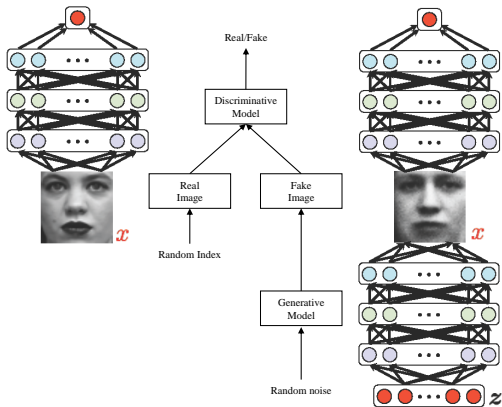 Real/Fake
Discriminative
Model
Real
Image
Fake
Image
x
x
Random Index
Generative
Model
Random noise
z